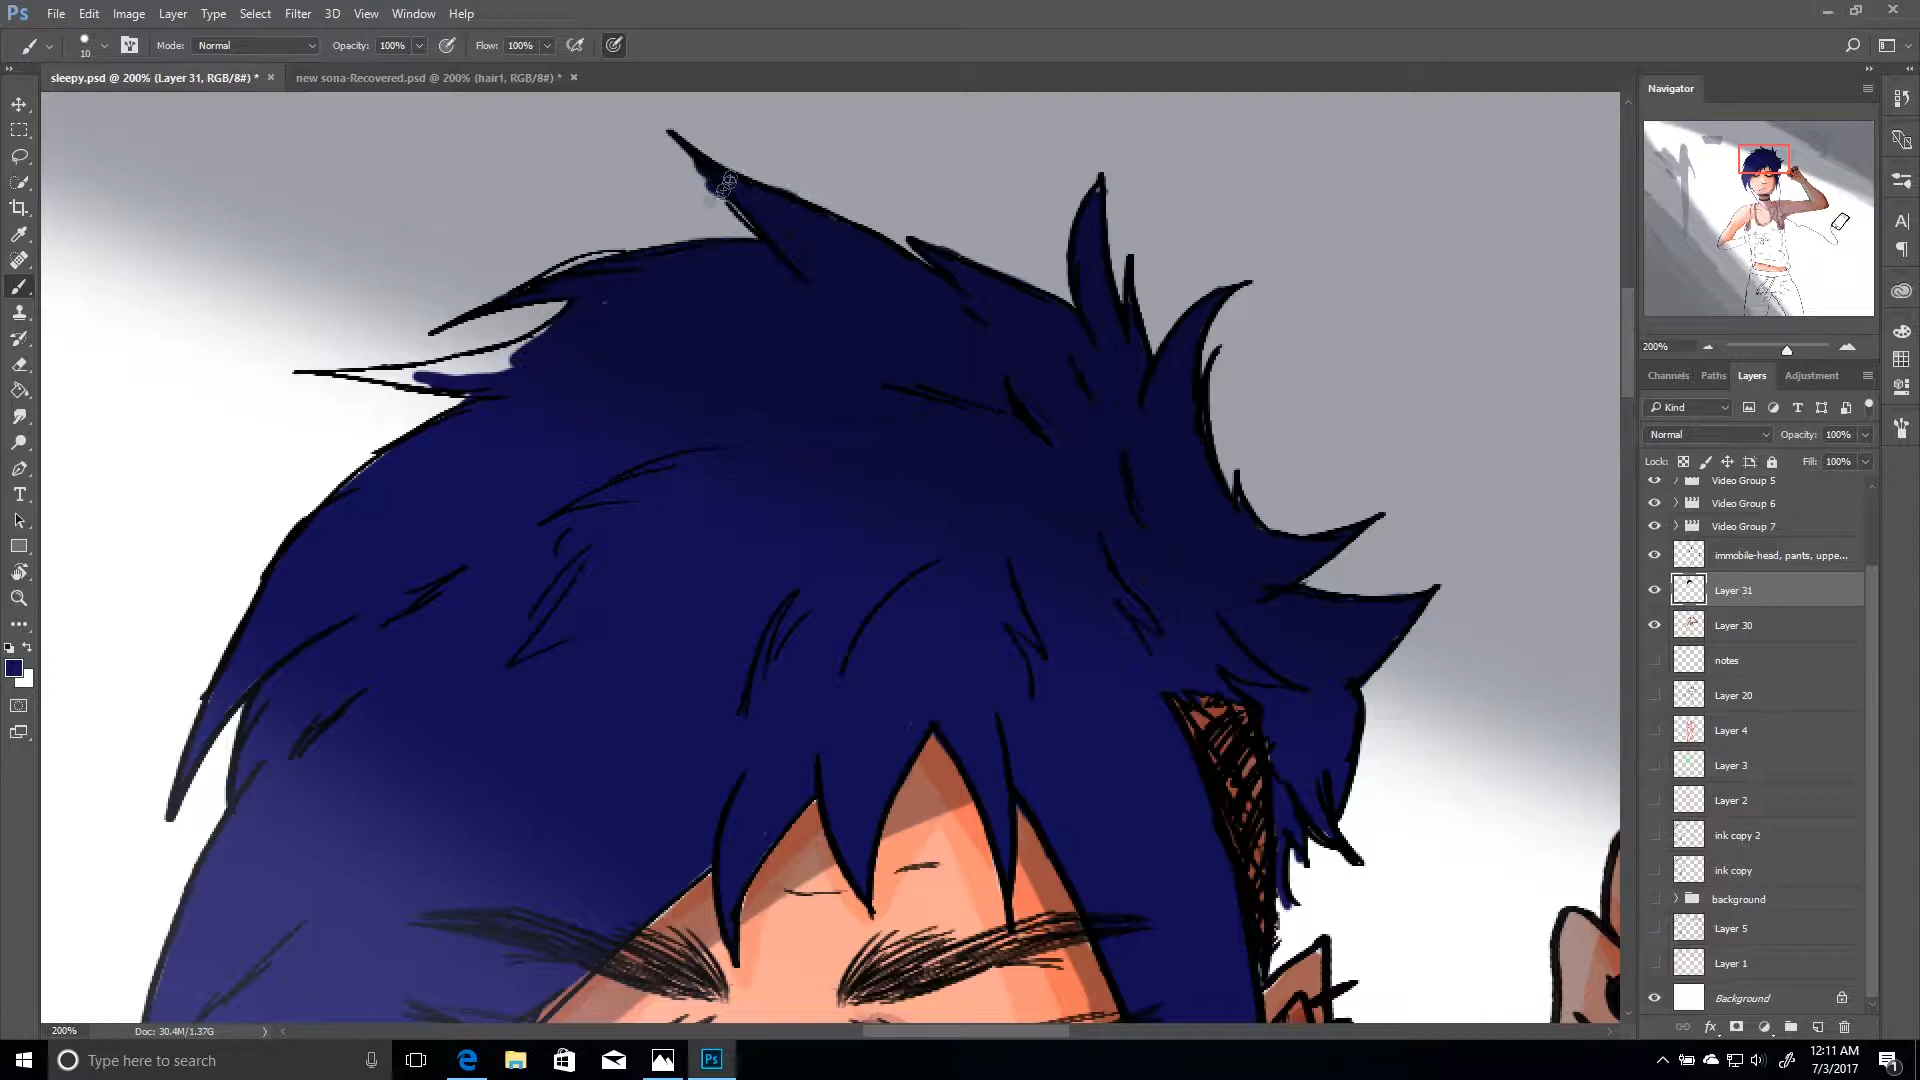 Ps File Edit Image Layer Type Select Filter 3D View Window Help
10 Mode: Normal Opacity: 100% Flow: 100%
sleepy.psd @ 200% (Layer 31, RGB/8#) * × new sona-Recovered.psd @ 200% (hair1, RGB/8#) * ×
Navigator
200%
Channels Paths Layers Adjustment
Kind
Normal Opacity: 100%
Lock: Fill: 100%
Video Group 5
Video Group 6
Video Group 7
immobile-head, pants, uppe...
Layer 31
Layer 30
notes
Layer 20
Layer 4
Layer 3
Layer 2
ink copy 2
ink copy
background
Layer 5
Layer 1
Background
200% Doc: 30.4M/1.37G
Type here to search
Ps
12:11 AM
7/3/2017
1